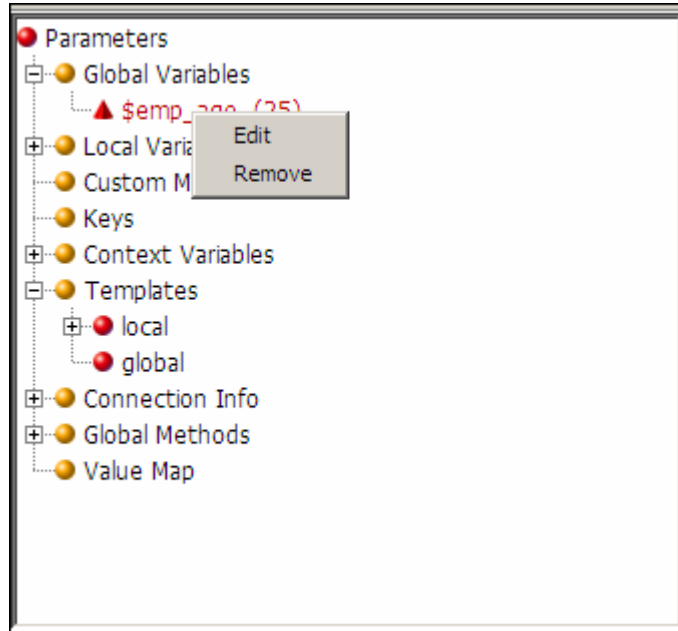 Parameters
Global Variables
$emp_age (25)
Edit
Local Varia
Remove
Custom M
Keys
Context Variables
Templates
local
global
Connection Info
Global Methods
Value Map